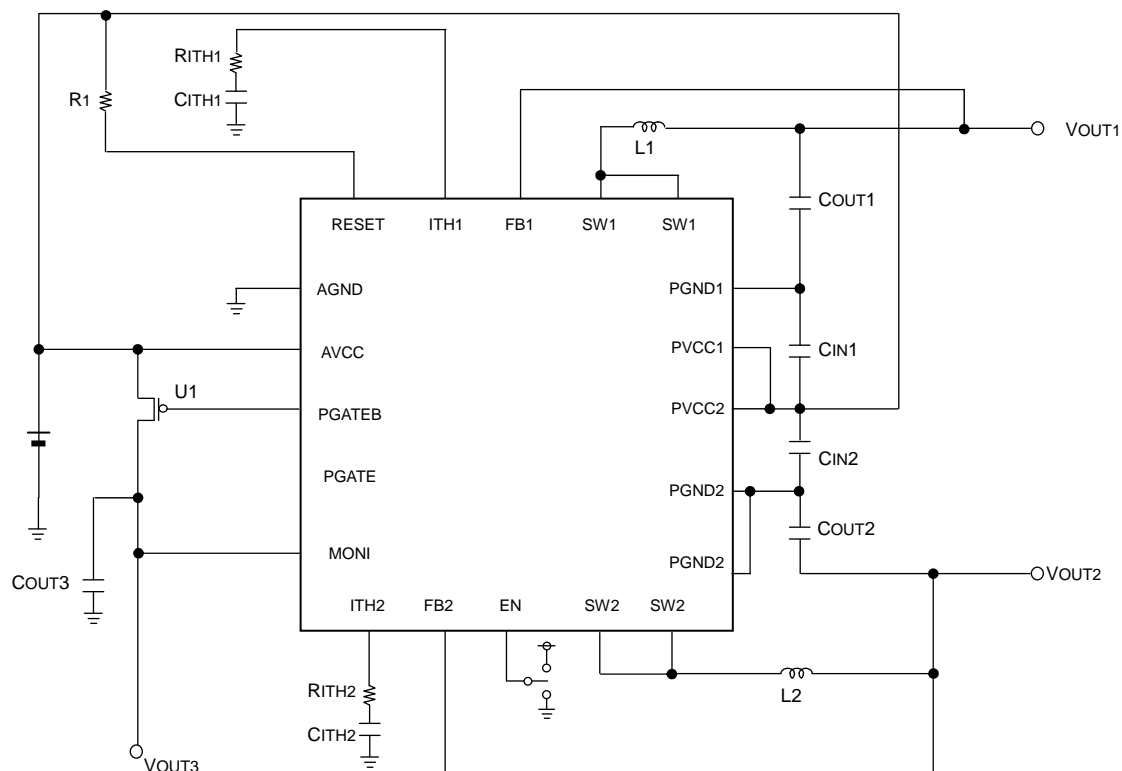 RITH1
R1
CITH1
L1
VOUT1
COUT1
RESET
ITH1
FB1
SW1
SW1
AGND
PGND1
AVCC
PVCC1
CIN1
U1
PGATEB
PVCC2
CIN2
PGATE
PGND2
COUT2
MONI
PGND2
COUT3
VOUT2
ITH2
FB2
EN
SW2
SW2
RITH2
L2
CITH2
VOUT3